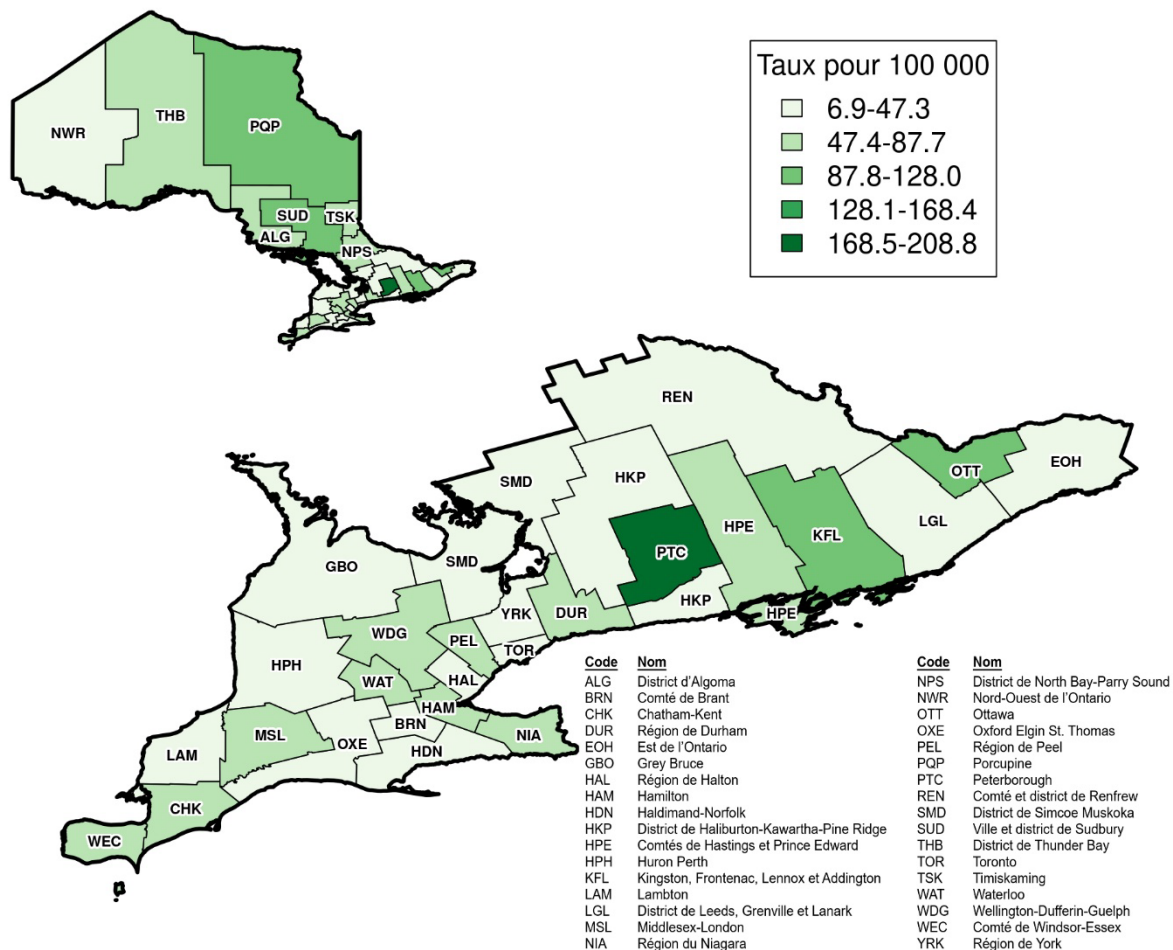 Taux pour 100 000
6.9-47.3
47.4-87.7
87.8-128.0
128.1-168.4
168.5-208.8
NWR
THB
PQP
SUD
TSK
ALG
NPS
REN
SMD
HKP
OTT
EOH
HPE
KFL
LGL
PTC
GBO
SMD
YRK
DUR
HKP
HPE
WDG
PEL
TOR
HPH
WAT
HAL
HAM
MSL
OXE
BRN
NIA
LAM
HDN
CHK
WEC
Code Nom
ALG District d'Algoma
BRN Comté de Brant
CHK Chatham-Kent
DUR Région de Durham
EOH Est de l'Ontario
GBO Grey Bruce
HAL Région de Halton
HAM Hamilton
HDN Haldimand-Norfolk
HKP District de Haliburton-Kawartha-Pine Ridge
HPE Comtés de Hastings et Prince Edward
HPH Huron Perth
KFL Kingston, Frontenac, Lennox et Addington
LAM Lambton
LGL District de Leeds, Grenville et Lanark
MSL Middlesex-London
NIA Région du Niagara
Code Nom
NPS District de North Bay-Parry Sound
NWR Nord-Ouest de l'Ontario
OTT Ottawa
OXE Oxford Elgin St. Thomas
PEL Région de Peel
PQP Porcupine
PTC Peterborough
REN Comté et district de Renfrew
SMD District de Simcoe Muskoka
SUD Ville et district de Sudbury
THB District de Thunder Bay
TOR Toronto
TSK Timiskaming
WAT Waterloo
WDG Wellington-Dufferin-Guelph
WEC Comté de Windsor-Essex
YRK Région de York